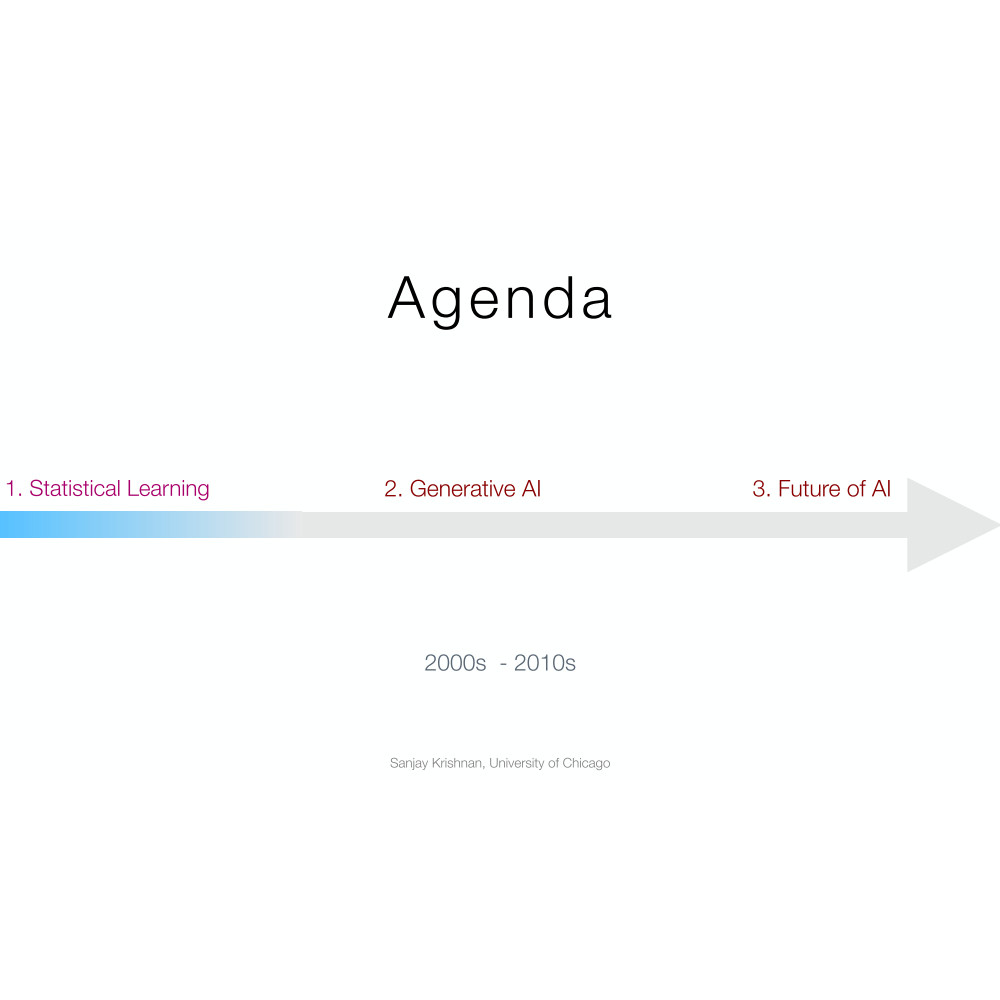 Agenda
1. Statistical Learning
2. Generative AI
3. Future of AI
2000s - 2010s
Sanjay Krishnan, University of Chicago